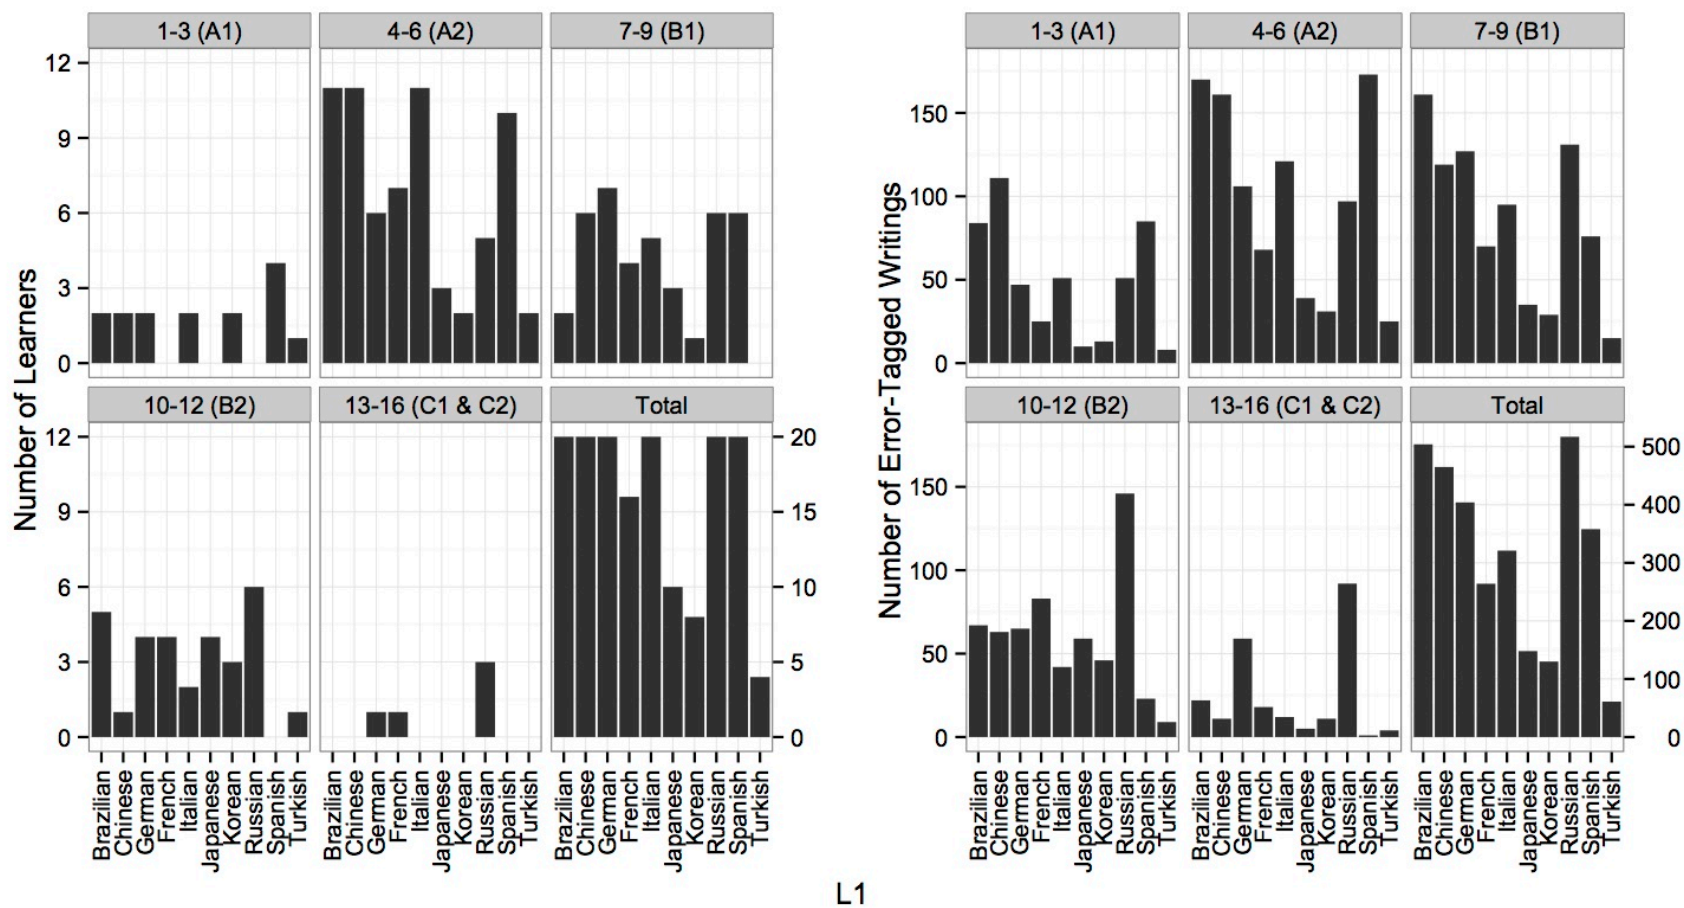 Number of Learners
1-3 (A1)
4-6 (A2)
7-9 (B1)
12
9
6
3
0
10-12 (B2)
13-16 (C1 & C2)
Total
12
9
6
3
0
20
15
10
5
0
Brazilian
Chinese
German
French
Italian
Japanese
Korean
Russian
Spanish
Turkish
Brazilian
Chinese
German
French
Italian
Japanese
Korean
Russian
Spanish
Turkish
Brazilian
Chinese
German
French
Italian
Japanese
Korean
Russian
Spanish
Turkish
Number of Error-Tagged Writings
1-3 (A1)
4-6 (A2)
7-9 (B1)
150
100
50
0
10-12 (B2)
13-16 (C1 & C2)
Total
150
100
50
0
500
400
300
200
100
0
Brazilian
Chinese
German
French
Italian
Japanese
Korean
Russian
Spanish
Turkish
Brazilian
Chinese
German
French
Italian
Japanese
Korean
Russian
Spanish
Turkish
Brazilian
Chinese
German
French
Italian
Japanese
Korean
Russian
Spanish
Turkish
L1